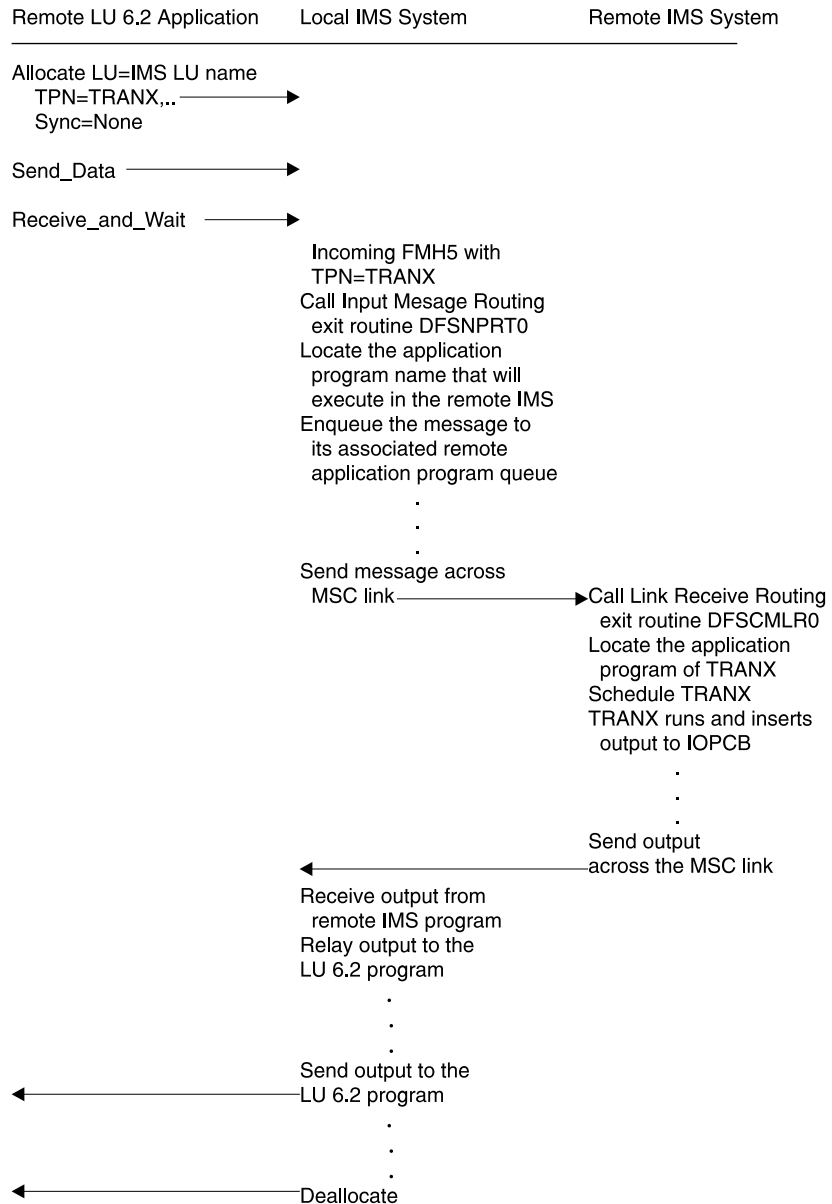 Remote LU 6.2 Application Local IMS System Remote IMS System
Allocate LU=IMS LU name
TPN=TRANX,..
Sync=None
Send_Data
Receive_and_Wait
Incoming FMH5 with
TPN=TRANX
Call Input Mesage Routing
exit routine DFSNPRT0
Locate the application
program name that will
execute in the remote IMS
Enqueue the message to
its associated remote
application program queue
.
.
.
Send message across
MSC link
Call Link Receive Routing
exit routine DFSCMLR0
Locate the application
program of TRANX
Schedule TRANX
TRANX runs and inserts
output to IOPCB
.
.
.
Send output
across the MSC link
Receive output from
remote IMS program
Relay output to the
LU 6.2 program
.
.
.
Send output to the
LU 6.2 program
.
.
.
Deallocate